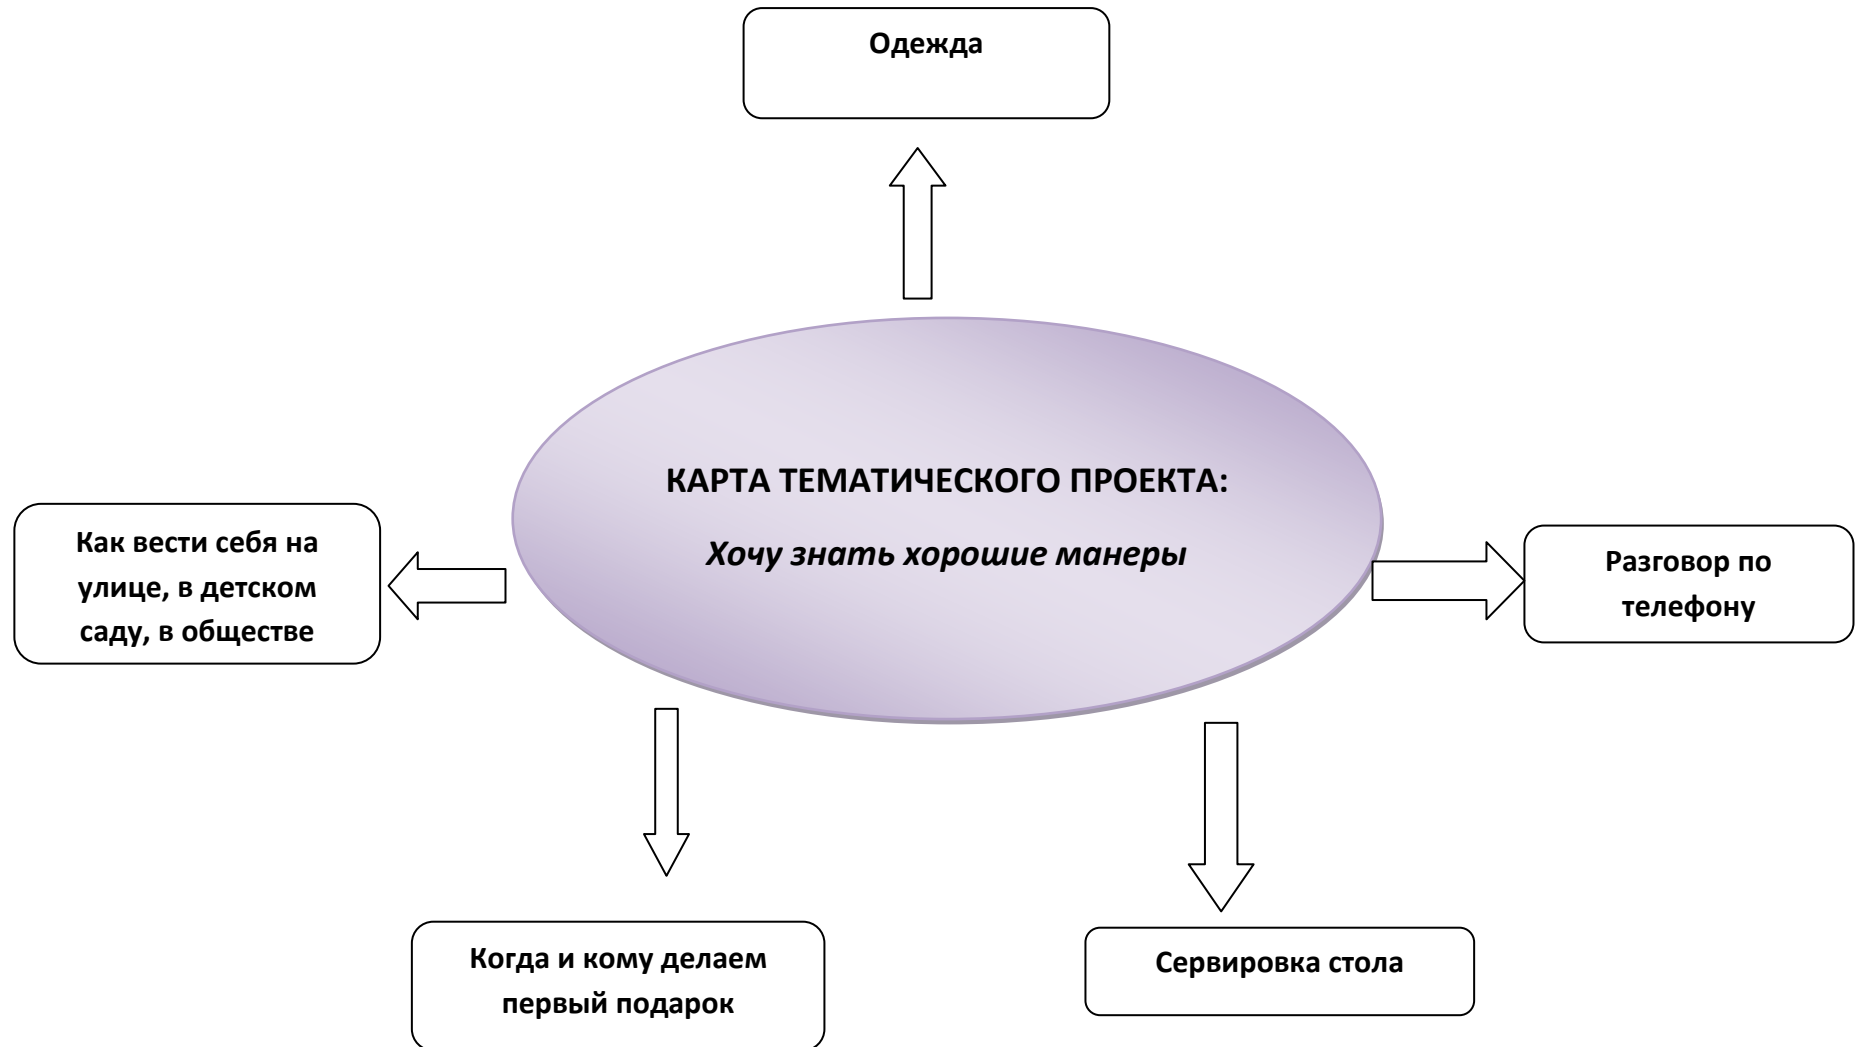 Одежда
КАРТА ТЕМАТИЧЕСКОГО ПРОЕКТА:
Хочу знать хорошие манеры
Как вести себя на
улице, в детском
саду, в обществе
Разговор по
телефону
Когда и кому делаем
первый подарок
Сервировка стола